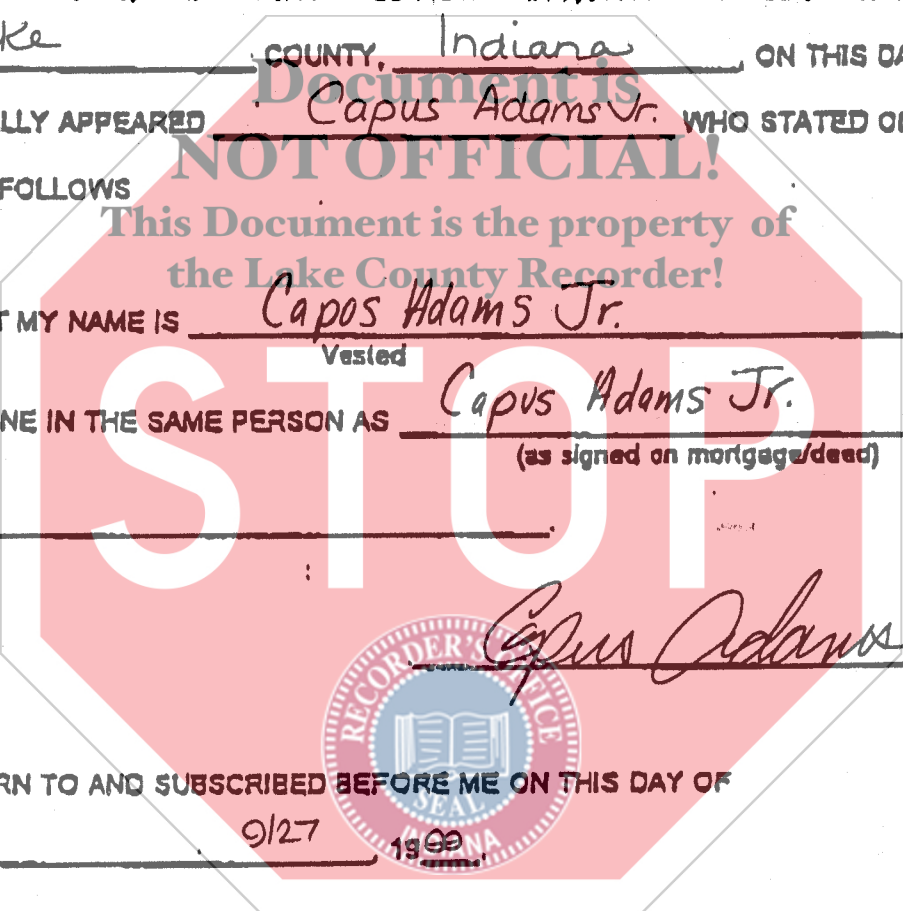 ke COUNTY, Indiana ON THIS DA
Document is
LLY APPEARED Capus Adams Jr. WHO STATED O
NOT OFFICIAL!
FOLLOWS
This Document is the property of
the Lake County Recorder!
T MY NAME IS Capos Adams Jr.
Vested
STOP
NE IN THE SAME PERSON AS Capus Adams Jr.
(as signed on mortgage/deed)
Capus Adams
RECORDER'S OFFICE
SEAL
INDIANA
RN TO AND SUBSCRIBED BEFORE ME ON THIS DAY OF
9/27, 1999.